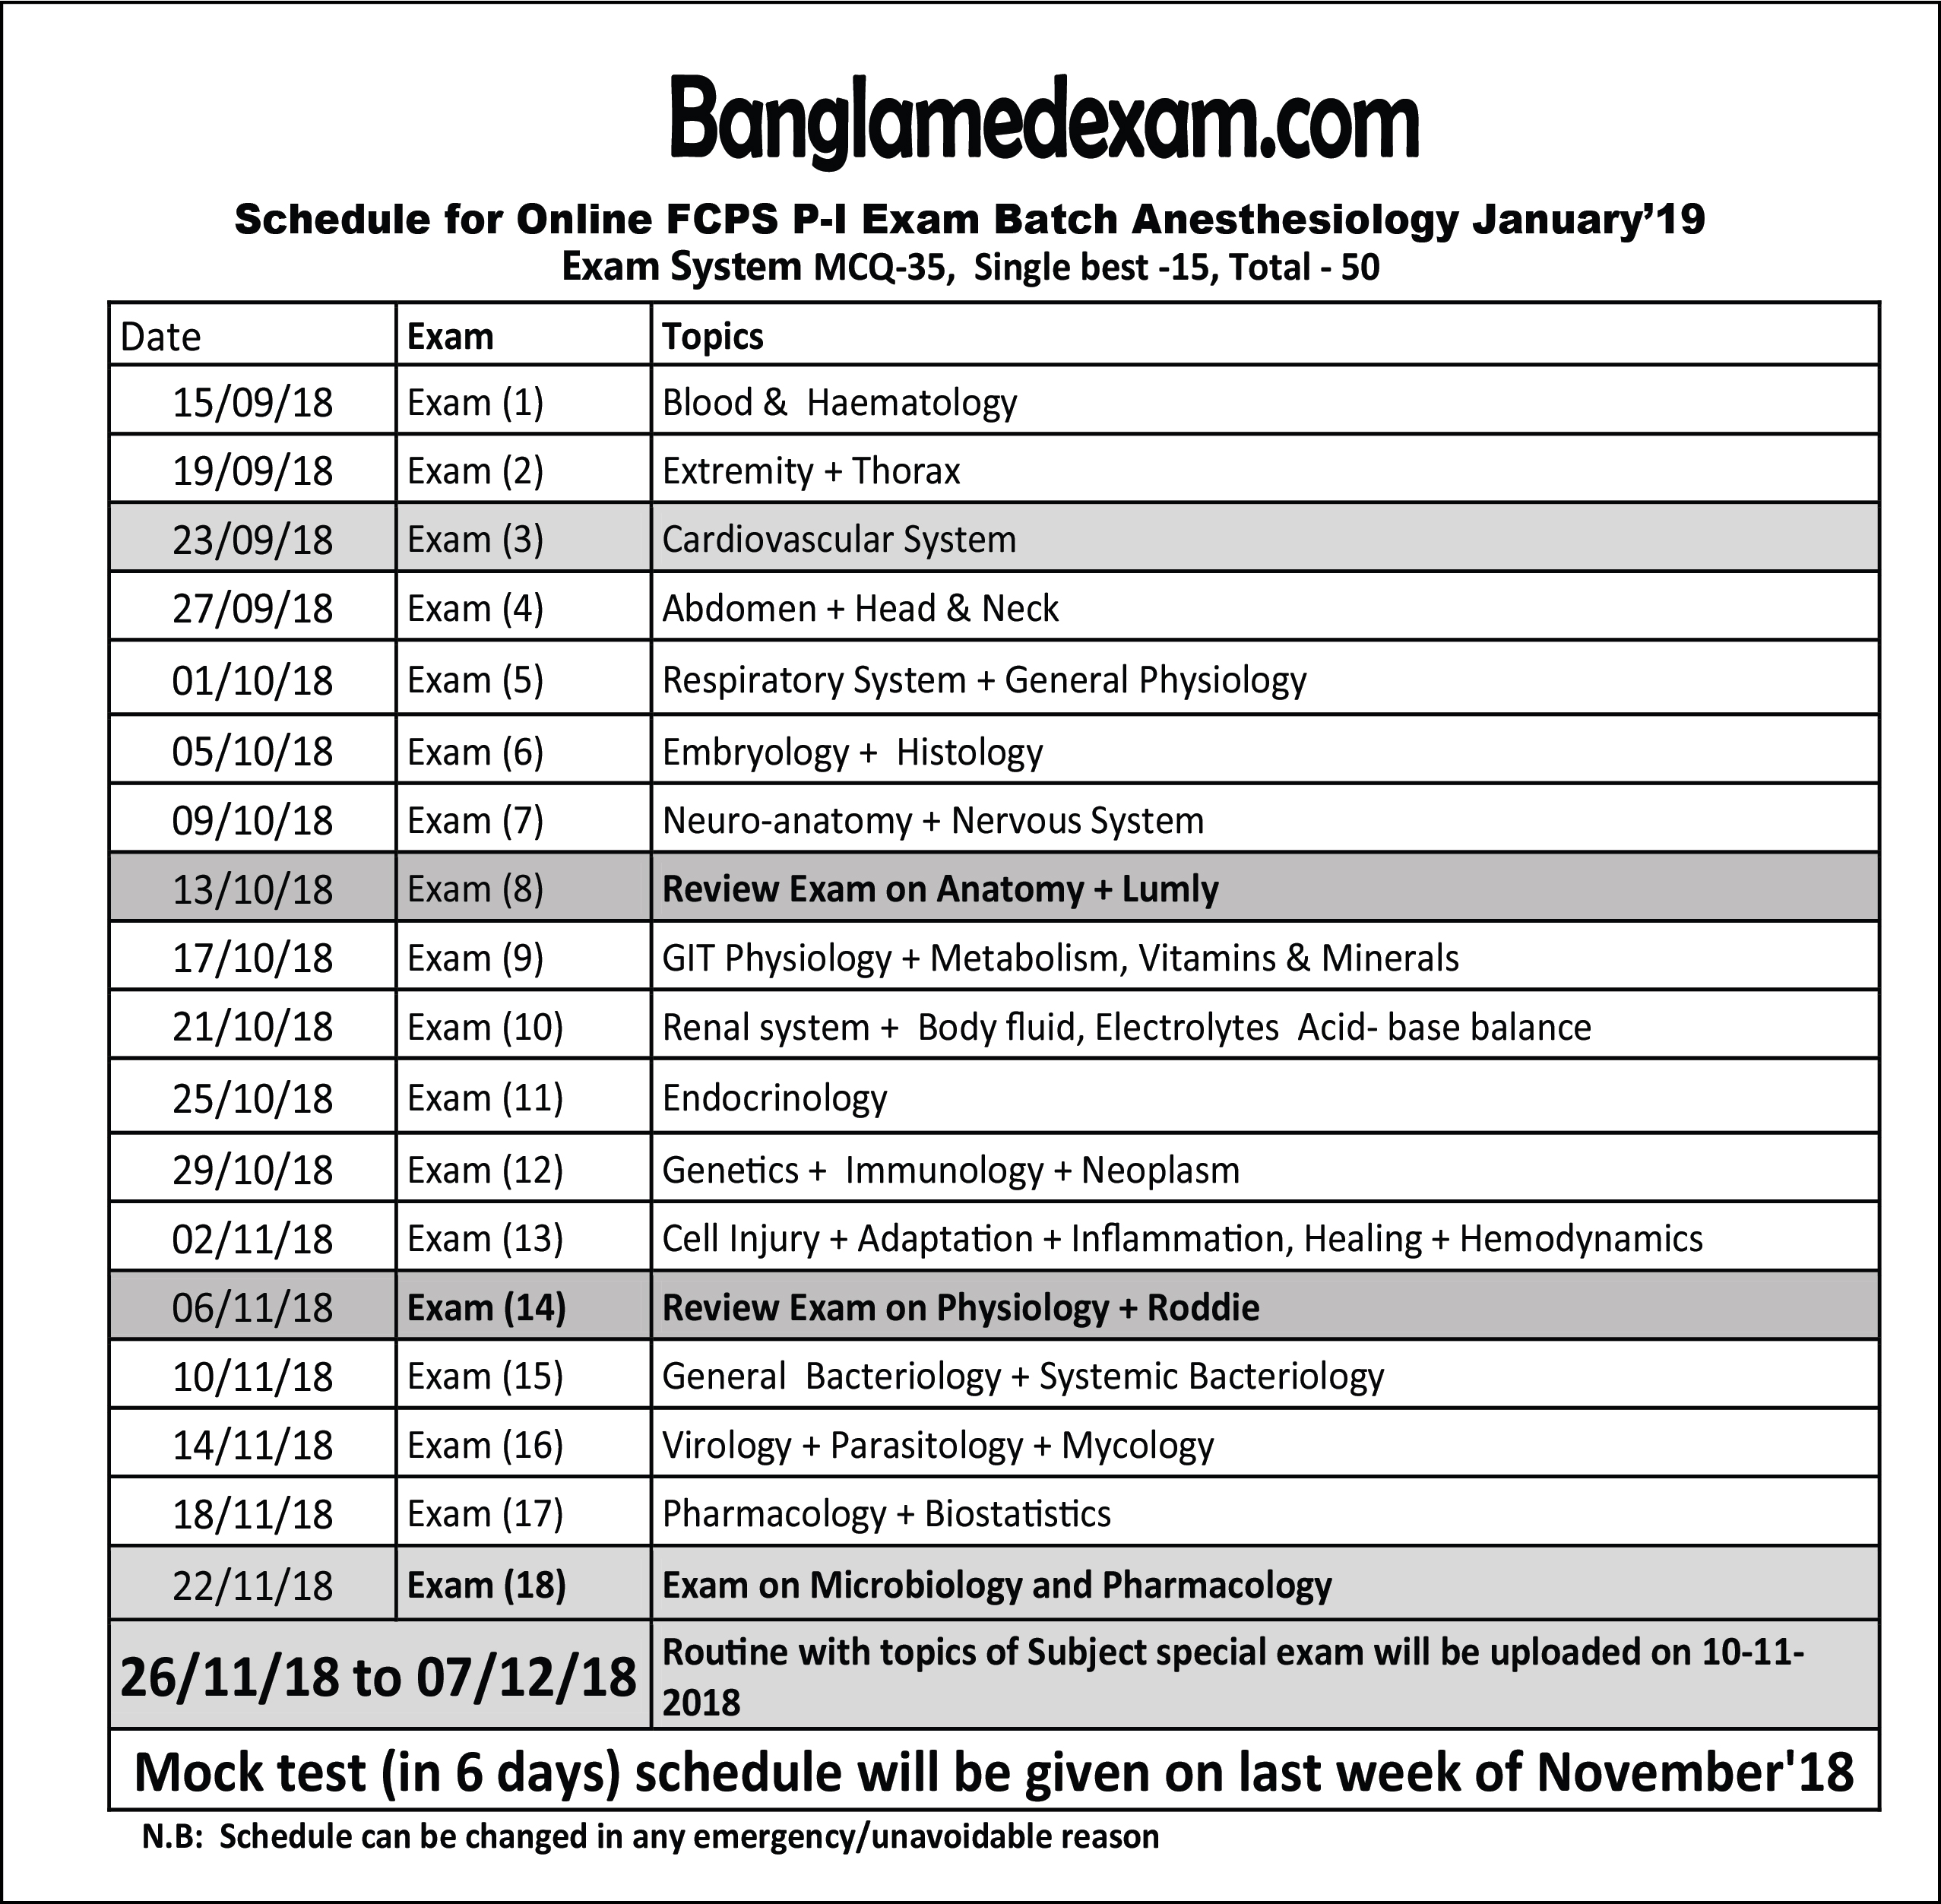 Banglamedexam.com
Schedule for Online FCPS P-I Exam Batch Anesthesiology January’19
Exam System MCQ-35, Single best -15, Total - 50
Date Exam Topics
15/09/18 Exam (1) Blood & Haematology
19/09/18 Exam (2) Extremity + Thorax
23/09/18 Exam (3) Cardiovascular System
27/09/18 Exam (4) Abdomen + Head & Neck
01/10/18 Exam (5) Respiratory System + General Physiology
05/10/18 Exam (6) Embryology + Histology
09/10/18 Exam (7) Neuro-anatomy + Nervous System
13/10/18 Exam (8) Review Exam on Anatomy + Lumly
17/10/18 Exam (9) GIT Physiology + Metabolism, Vitamins & Minerals
21/10/18 Exam (10) Renal system + Body fluid, Electrolytes Acid- base balance
25/10/18 Exam (11) Endocrinology
29/10/18 Exam (12) Genetics + Immunology + Neoplasm
02/11/18 Exam (13) Cell Injury + Adaptation + Inflammation, Healing + Hemodynamics
06/11/18 Exam (14) Review Exam on Physiology + Roddie
10/11/18 Exam (15) General Bacteriology + Systemic Bacteriology
14/11/18 Exam (16) Virology + Parasitology + Mycology
18/11/18 Exam (17) Pharmacology + Biostatistics
22/11/18 Exam (18) Exam on Microbiology and Pharmacology
26/11/18 to 07/12/18 Routine with topics of Subject special exam will be uploaded on 10-11-
2018
Mock test (in 6 days) schedule will be given on last week of November'18
N.B: Schedule can be changed in any emergency/unavoidable reason